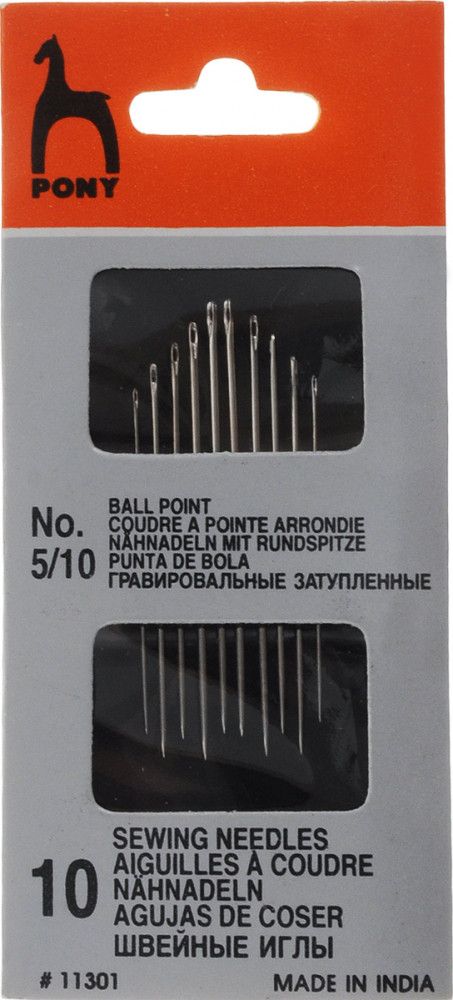 PONY
No.
5/10
BALL POINT
COUDRE A POINTE ARRONDIE
NÄHNADELN MIT RUNDSPITZE
PUNTA DE BOLA
ГРАВИРОВАЛЬНЫЕ ЗАТУПЛЕННЫЕ
10
SEWING NEEDLES
AIGUILLES À COUDRE
NÄHNADELN
AGUJAS DE COSER
ШВЕЙНЫЕ ИГЛЫ
# 11301 MADE IN INDIA